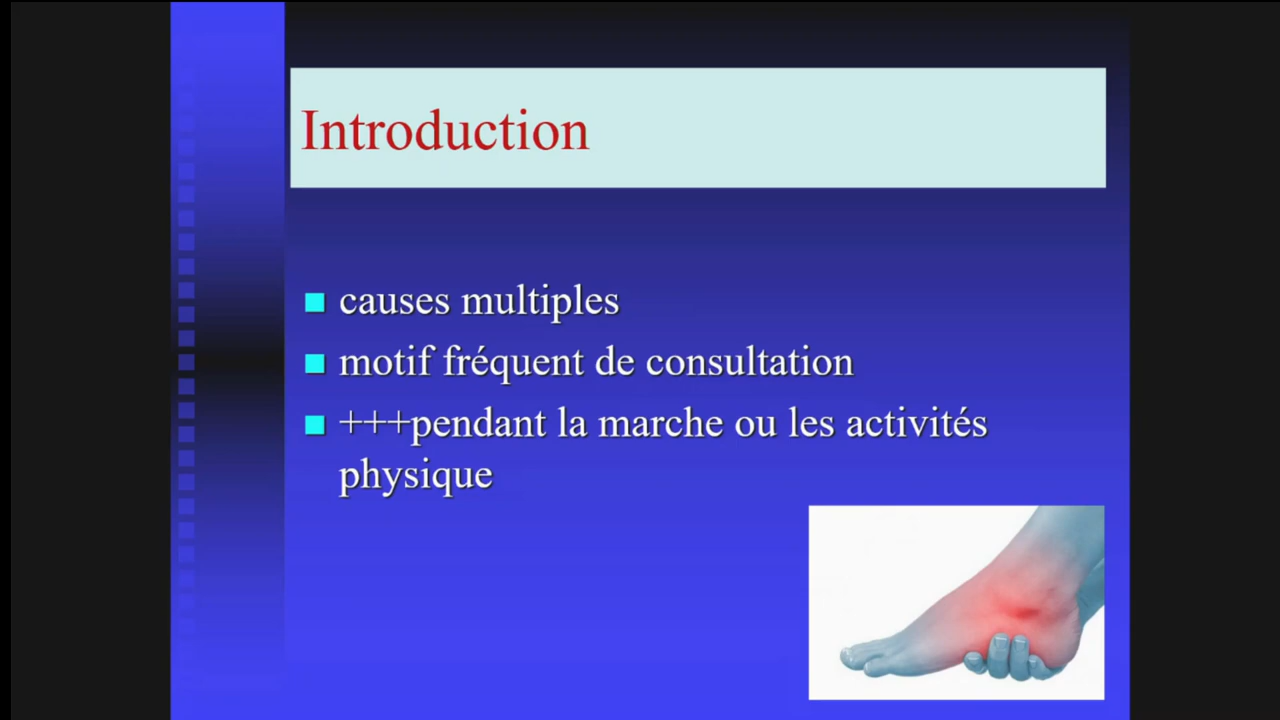 Introduction
causes multiples
motif fréquent de consultation
+++pendant la marche ou les activités
physique